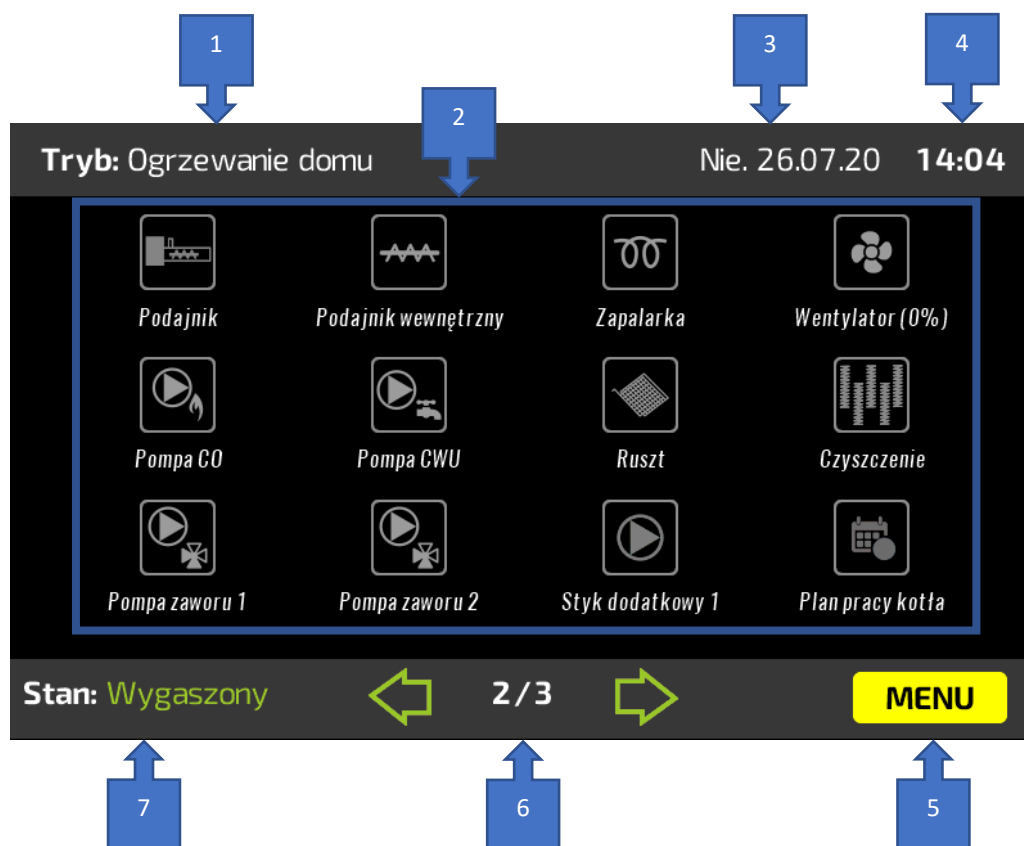 1
3
4
2
Tryb: Ogrzewanie domu Nie. 26.07.20 14:04
Podajnik Podajnik wewnętrzny Zapalarka Wentylator (0%)
Pompa CO Pompa CWU Ruszt Czyszczenie
Pompa zaworu 1 Pompa zaworu 2 Styk dodatkowy 1 Plan pracy kotła
Stan: Wygaszony 2/3 MENU
7
6
5